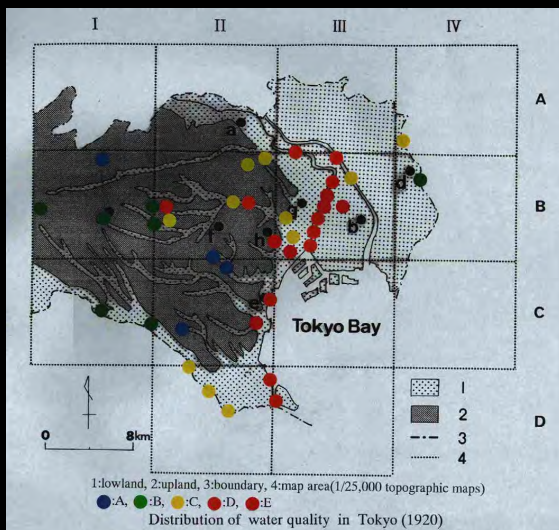 I II III IV
A
a
d
B
g
b
f
h
e
C
Tokyo Bay
1
2
3
D
0 8km
4
1:lowland, 2:upland, 3:boundary, 4:map area(1/25,000 topographic maps)
:A, :B, :C, :D, :E
Distribution of water quality in Tokyo (1920)